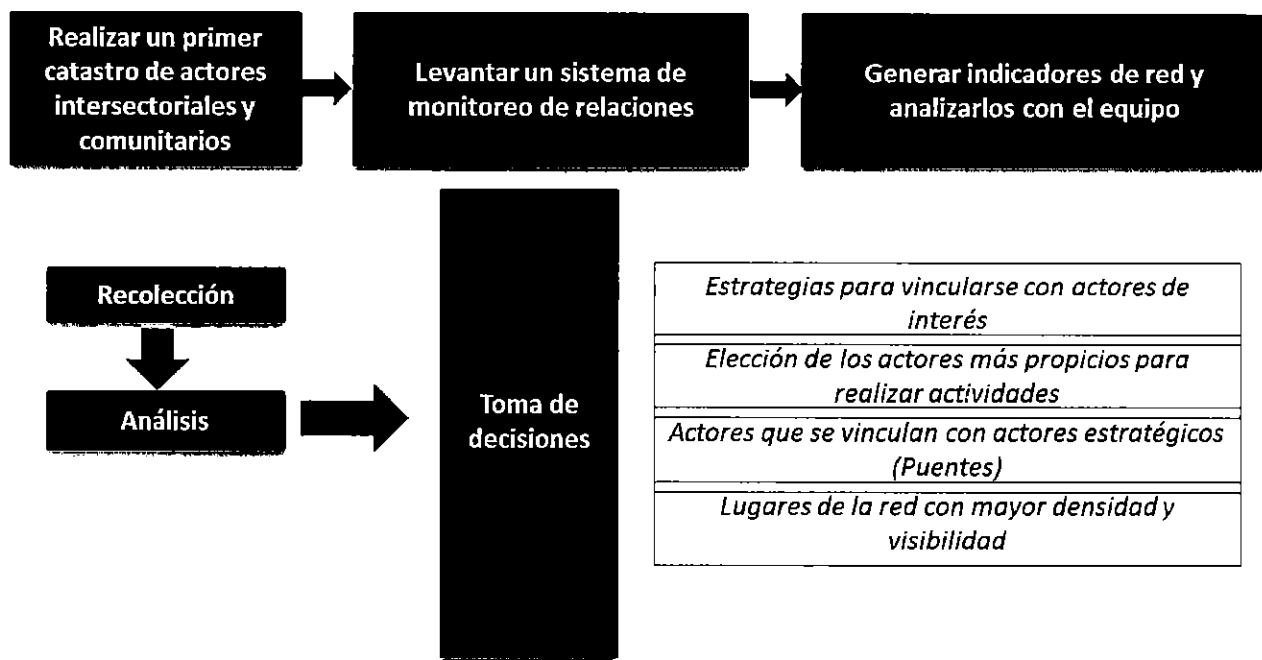 Realizar un primer
catastro de actores
intersectoriales y
comunitarios
Levantar un sistema de
monitoreo de relaciones
Generar indicadores de red y
analizarlos con el equipo
Recolección
Análisis
Toma de
decisiones
Estrategias para vincularse con actores de
interés
Elección de los actores más propicios para
realizar actividades
Actores que se vinculan con actores estratégicos
(Puentes)
Lugares de la red con mayor densidad y
visibilidad